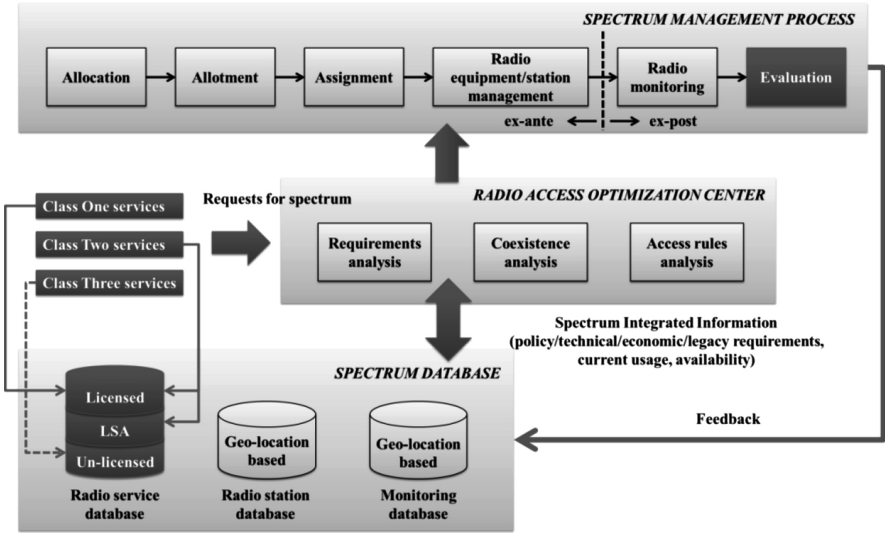 SPECTRUM MANAGEMENT PROCESS
Allocation
Allotment
Assignment
Radio
equipment/station
management
Radio
monitoring
Evaluation
ex-ante
ex-post
Class One services
Class Two services
Class Three services
Requests for spectrum
RADIO ACCESS OPTIMIZATION CENTER
Requirements
analysis
Coexistence
analysis
Access rules
analysis
Spectrum Integrated Information
(policy/technical/economic/legacy requirements,
current usage, availability)
SPECTRUM DATABASE
Licensed
LSA
Un-licensed
Radio service
database
Geo-location
based
Radio station
database
Geo-location
based
Monitoring
database
Feedback